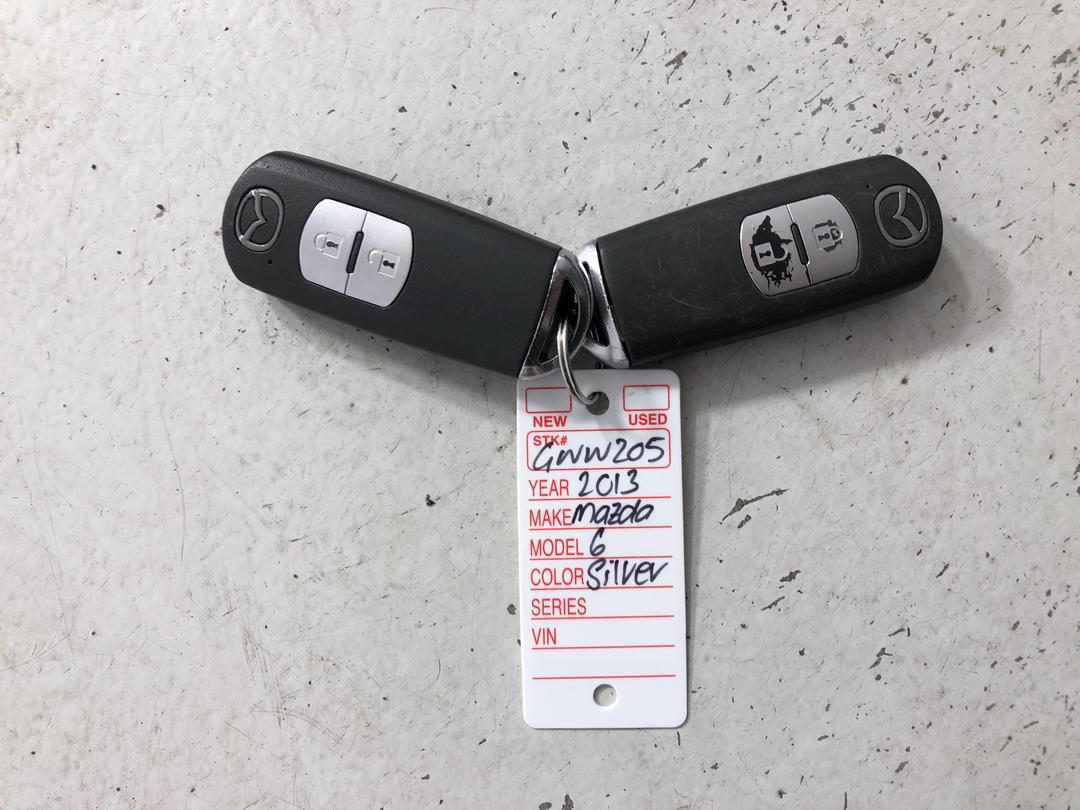 NEW USED
STK# GWW205
YEAR 2013
MAKE Mazda
MODEL 6
COLOR Silver
SERIES
VIN